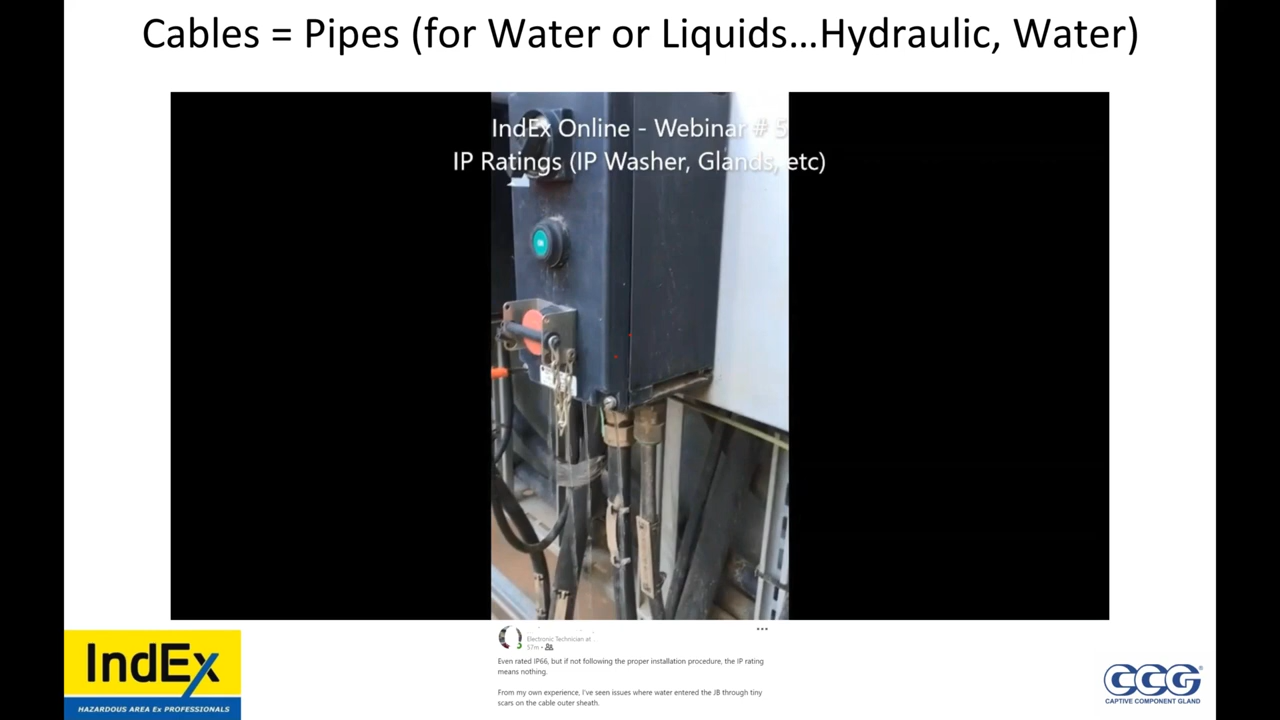 Cables = Pipes (for Water or Liquids...Hydraulic, Water)
IndEx Online - Webinar # 5
IP Ratings (IP Washer, Glands, etc)
Electronic Technician at
57m •
Even rated IP66, but if not following the proper installation procedure, the IP rating
means nothing.
From my own experience, I've seen issues where water entered the JB through tiny
scars on the cable outer sheath.
IndEx
HAZARDOUS AREA Ex PROFESSIONALS
CCG®
CAPTIVE COMPONENT GLAND